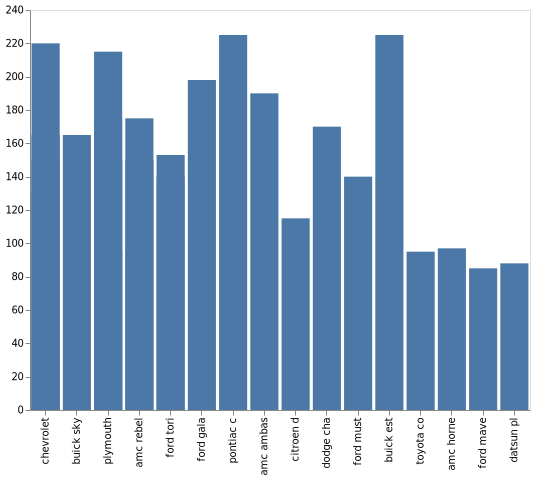 240
220
200
180
160
140
120
100
80
60
40
20
0
chevrolet
buick sky
plymouth
amc rebel
ford tori
ford gala
pontiac c
amc ambas
citroen d
dodge cha
ford must
buick est
toyota co
amc horne
ford mave
datsun pl